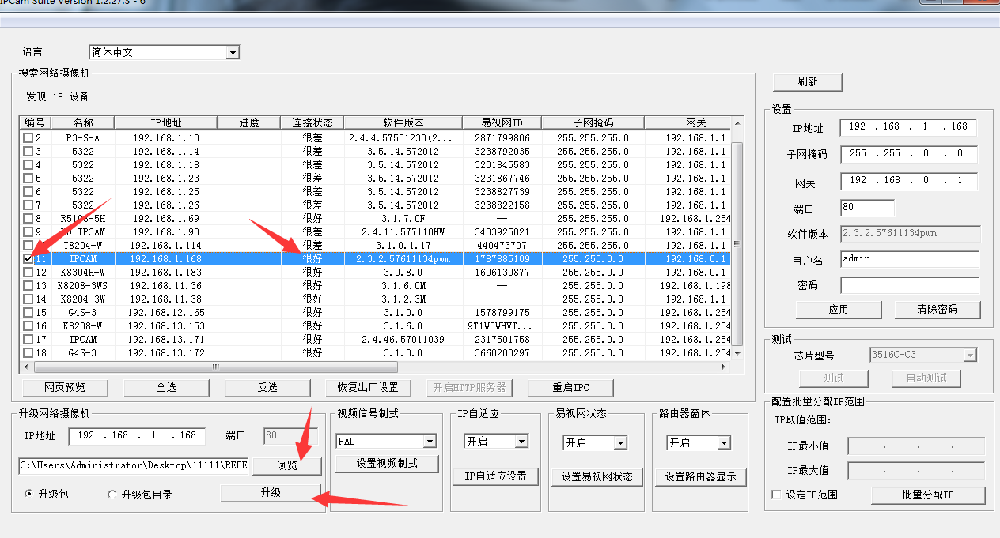 IPCam Suite Version 1.2.27.3 - 6
语言 简体中文
搜索网络摄像机
发现 18 设备
编号 名称 IP地址 进度 连接状态 软件版本 易视网ID 子网掩码 网关
2 P3-S-A 192.168.1.13 很差 2.4.4.57501233(2... 2871799806 255.255.255.0 192.168.1.1
3 5322 192.168.1.14 很差 3.5.14.572012 3238792035 255.255.255.0 192.168.1.1
4 5322 192.168.1.18 很差 3.5.14.572012 3231845583 255.255.255.0 192.168.1.1
5 5322 192.168.1.23 很差 3.5.14.572012 3231867746 255.255.255.0 192.168.1.1
6 5322 192.168.1.25 很差 3.5.14.572012 3238827739 255.255.255.0 192.168.1.1
7 5322 192.168.1.26 很差 3.5.14.572012 3238822158 255.255.255.0 192.168.1.1
8 R5108-5H 192.168.1.69 很好 3.1.7.0F -- 255.255.255.0 192.168.1.254
9 HD IPCAM 192.168.1.90 很差 2.4.11.577110HW 3433925021 255.255.255.0 192.168.1.254
T8204-W 192.168.1.114 很差 3.1.0.1.17 440473707 255.255.255.0 192.168.1.1
11 IPCAM 192.168.1.168 很好 2.3.2.57611134pwm 1787885109 255.255.0.0 192.168.0.1
12 K8304H-W 192.168.1.183 很好 3.0.8.0 1606130877 255.255.0.0 192.168.0.1
13 K8208-3WS 192.168.11.36 很好 3.1.6.0M -- 255.255.0.0 192.168.1.198
14 K8204-3W 192.168.11.38 很好 3.1.2.3M -- 255.255.0.0 192.168.1.1
15 G4S-3 192.168.12.165 很好 3.1.0.0 1578799175 255.255.0.0 192.168.1.254
16 K8208-W 192.168.13.153 很好 3.1.6.0 9T1W5WHVT... 255.255.0.0 192.168.1.254
17 IPCAM 192.168.13.171 很好 2.4.46.57011039 2317501758 255.255.0.0 192.168.1.254
18 G4S-3 192.168.13.172 很好 3.1.0.0 3660200297 255.255.0.0 192.168.1.254
网页预览 全选 反选 恢复出厂设置 开启HTTP服务器 重启IPC
升级网络摄像机
IP地址 192 .168 . 1 .168 端口 80
C:\Users\Administrator\Desktop\11111\REPE 浏览
升级包 升级包目录 升级
视频信号制式
PAL
设置视频制式
IP自适应
开启
IP自适应设置
易视网状态
开启
设置易视网状态
路由器窗体
开启
设置路由器显示
刷新
设置
IP地址 192 .168 . 1 .168
子网掩码 255 .255 . 0 . 0
网关 192 .168 . 0 . 1
端口 80
软件版本 2.3.2.57611134pwm
用户名 admin
密码
应用 清除密码
测试
芯片型号 3516C-C3
测试 自动测试
配置批量分配IP范围
IP取值范围:
IP最小值 . . .
IP最大值 . . .
设定IP范围 批量分配IP